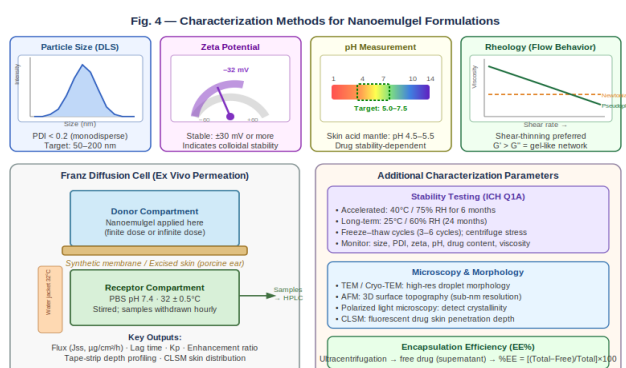 Fig. 4 — Characterization Methods for Nanoemulgel Formulations
Particle Size (DLS)
Intensity
Size (nm)
PDI < 0.2 (monodisperse)
Target: 50–200 nm
Zeta Potential
−32 mV
−60
+60
Stable: ±30 mV or more
Indicates colloidal stability
pH Measurement
1 4 7 10 14
Target: 5.0–7.5
Skin acid mantle: pH 4.5–5.5
Drug stability-dependent
Rheology (Flow Behavior)
Viscosity
Newtonian
Pseudopl
Shear rate →
Shear-thinning preferred
G' > G'' = gel-like network
Franz Diffusion Cell (Ex Vivo Permeation)
Donor Compartment
Nanoemulgel applied here
(finite dose or infinite dose)
Synthetic membrane / Excised skin (porcine ear)
Water jacket 32°C
Receptor Compartment
PBS pH 7.4 · 32 ± 0.5°C
Stirred; samples withdrawn hourly
Samples
→ HPLC
Key Outputs:
Flux (Jss, μg/cm²/h) · Lag time · Kp · Enhancement ratio
Tape-strip depth profiling · CLSM skin distribution
Additional Characterization Parameters
Stability Testing (ICH Q1A)
• Accelerated: 40°C / 75% RH for 6 months
• Long-term: 25°C / 60% RH (24 months)
• Freeze–thaw cycles (3–6 cycles); centrifuge stress
• Monitor: size, PDI, zeta, pH, drug content, viscosity
Microscopy & Morphology
• TEM / Cryo-TEM: high-res droplet morphology
• AFM: 3D surface topography (sub-nm resolution)
• Polarized light microscopy: detect crystallinity
• CLSM: fluorescent drug skin penetration depth
Encapsulation Efficiency (EE%)
Ultracentrifugation → free drug (supernatant) → %EE = [(Total−Free)/Total]×100